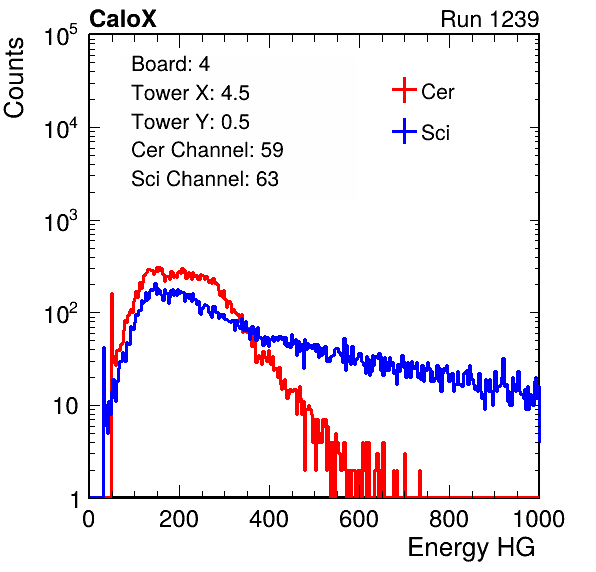 CaloX Run 1239
Counts
10^5
10^4
10^3
10^2
10
1
Board: 4
Tower X: 4.5
Tower Y: 0.5
Cer Channel: 59
Sci Channel: 63
Cer
Sci
0 200 400 600 800 1000
Energy HG